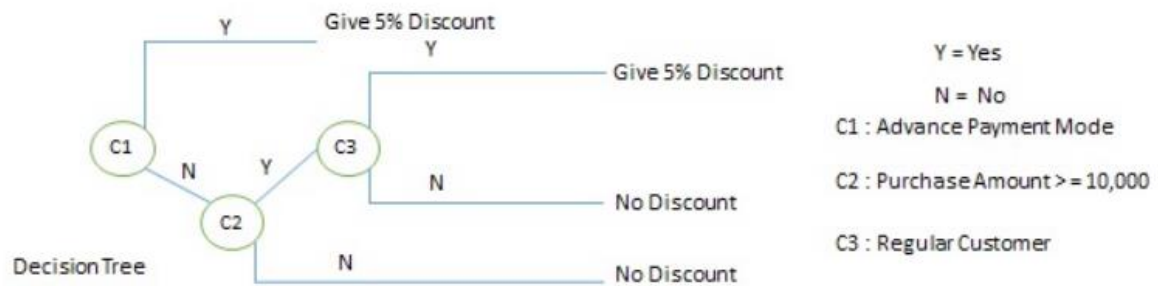 Y
Give 5% Discount
Y
Give 5% Discount
Y = Yes
N = No
C1 : Advance Payment Mode
C1
N
Y
C3
N
C2 : Purchase Amount >= 10,000
No Discount
C2
C3 : Regular Customer
Decision Tree
N
No Discount